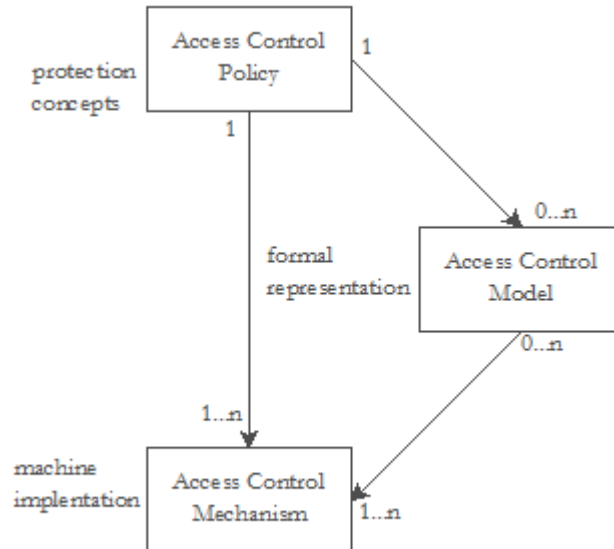 Access Control
Policy
1
protection
concepts
1
0...n
formal
representation
Access Control
Model
0...n
1...n
machine
implentation
Access Control
Mechanism
1...n